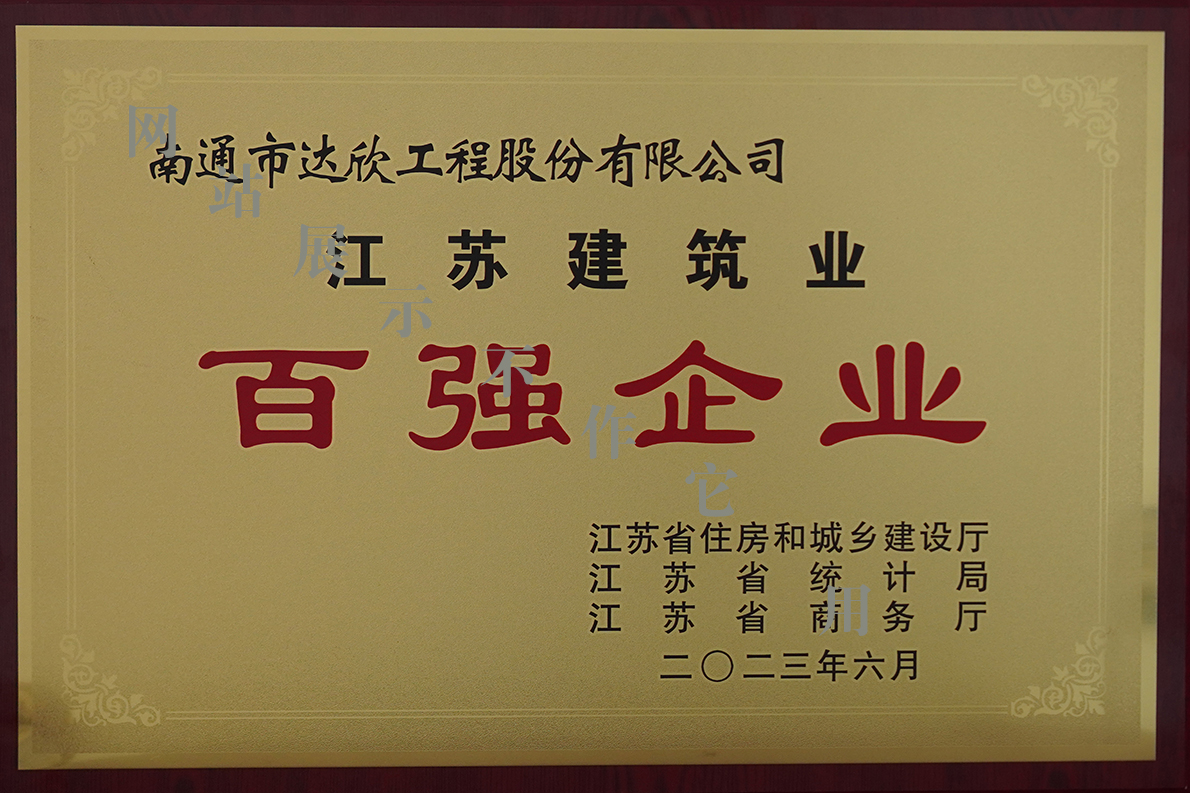 南通市达欣工程股份有限公司
江苏建筑业
百强企业
江苏省住房和城乡建设厅
江苏省统计局
江苏省商务厅
二〇二三年六月
网站展示不作它用